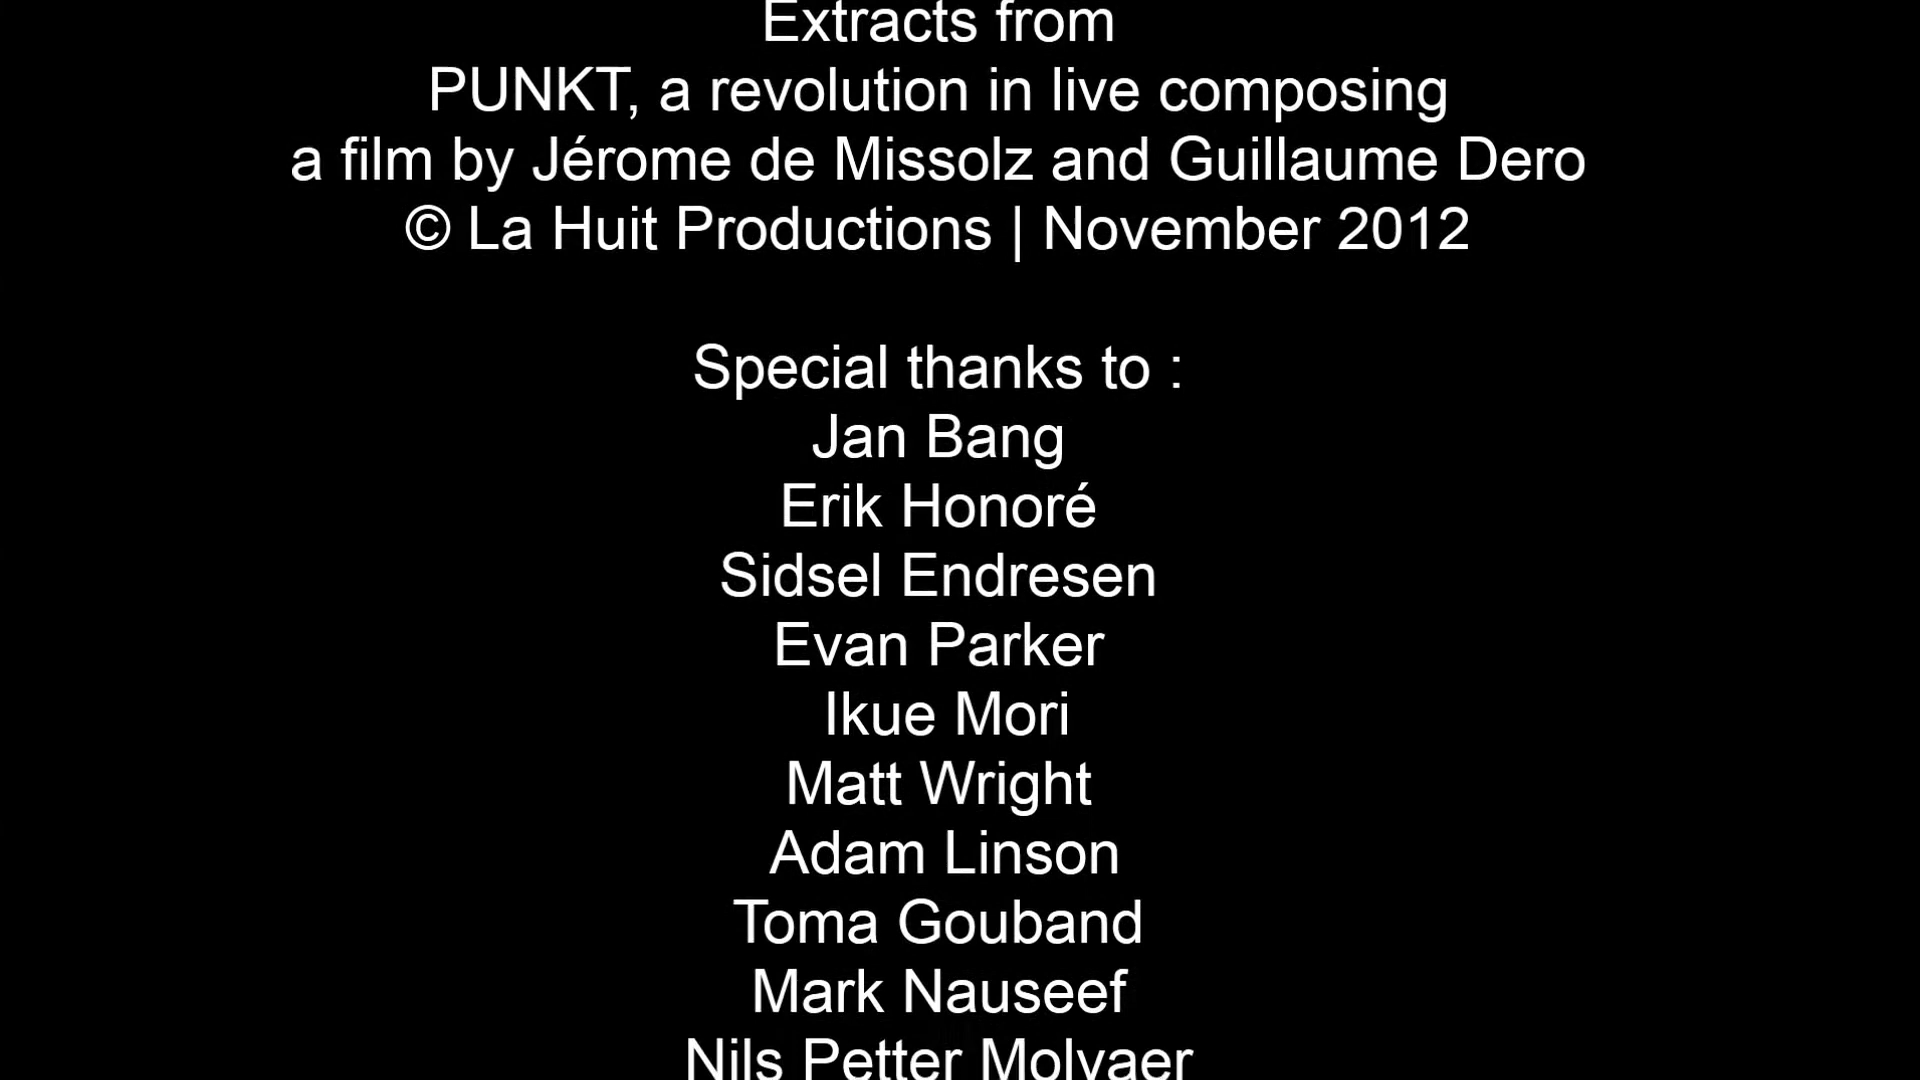 Extracts from
PUNKT, a revolution in live composing
a film by Jérome de Missolz and Guillaume Dero
© La Huit Productions | November 2012
Special thanks to :
Jan Bang
Erik Honoré
Sidsel Endresen
Evan Parker
Ikue Mori
Matt Wright
Adam Linson
Toma Gouband
Mark Nauseef
Nils Petter Molvaer